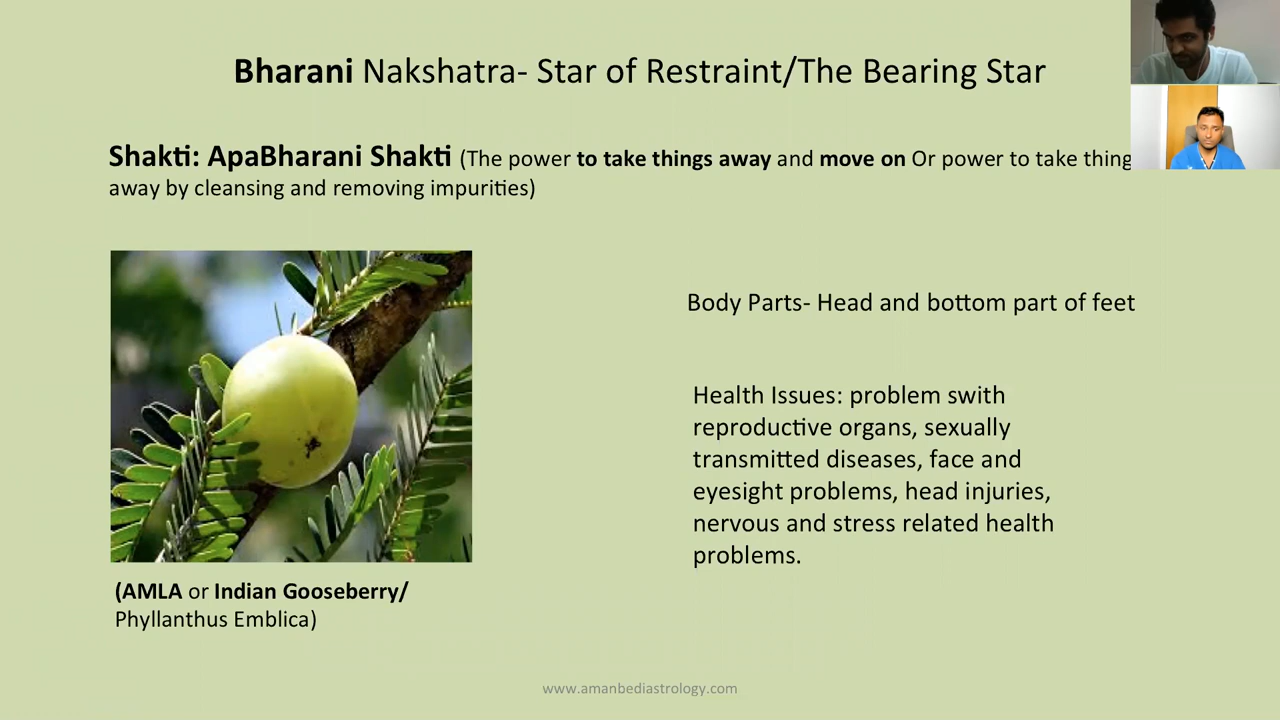 Bharani Nakshatra- Star of Restraint/The Bearing Star
Shakti: ApaBharani Shakti (The power to take things away and move on Or power to take thing
away by cleansing and removing impurities)
Body Parts- Head and bottom part of feet
Health Issues: problem swith
reproductive organs, sexually
transmitted diseases, face and
eyesight problems, head injuries,
nervous and stress related health
problems.
(AMLA or Indian Gooseberry/
Phyllanthus Emblica)
www.amanbediastrology.com